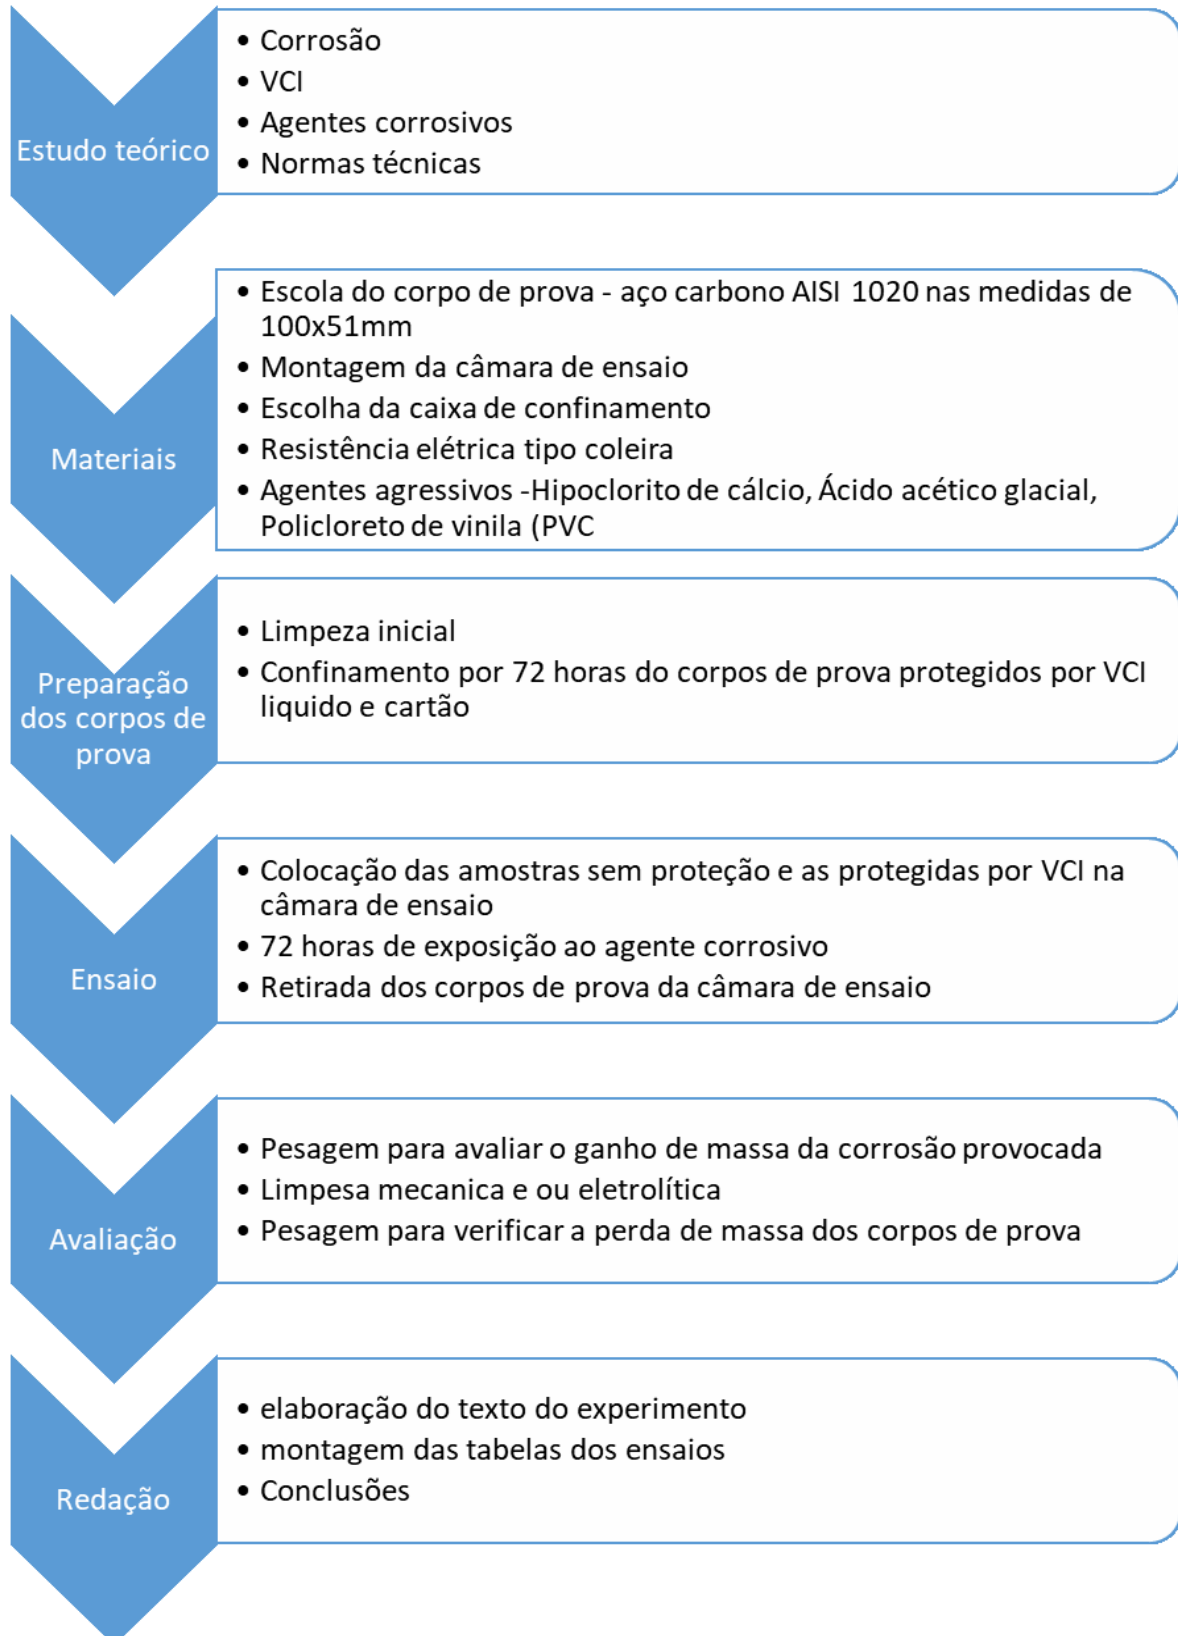 Estudo teórico
• Corrosão
• VCI
• Agentes corrosivos
• Normas técnicas
Materiais
• Escola do corpo de prova - aço carbono AISI 1020 nas medidas de
100x51mm
• Montagem da câmara de ensaio
• Escolha da caixa de confinamento
• Resistência elétrica tipo coleira
• Agentes agressivos -Hipoclorito de cálcio, Ácido acético glacial,
Policloreto de vinila (PVC
Preparação
dos corpos de
prova
• Limpeza inicial
• Confinamento por 72 horas do corpos de prova protegidos por VCI
liquido e cartão
Ensaio
• Colocação das amostras sem proteção e as protegidas por VCI na
câmara de ensaio
• 72 horas de exposição ao agente corrosivo
• Retirada dos corpos de prova da câmara de ensaio
Avaliação
• Pesagem para avaliar o ganho de massa da corrosão provocada
• Limpesa mecanica e ou eletrolítica
• Pesagem para verificar a perda de massa dos corpos de prova
Redação
• elaboração do texto do experimento
• montagem das tabelas dos ensaios
• Conclusões